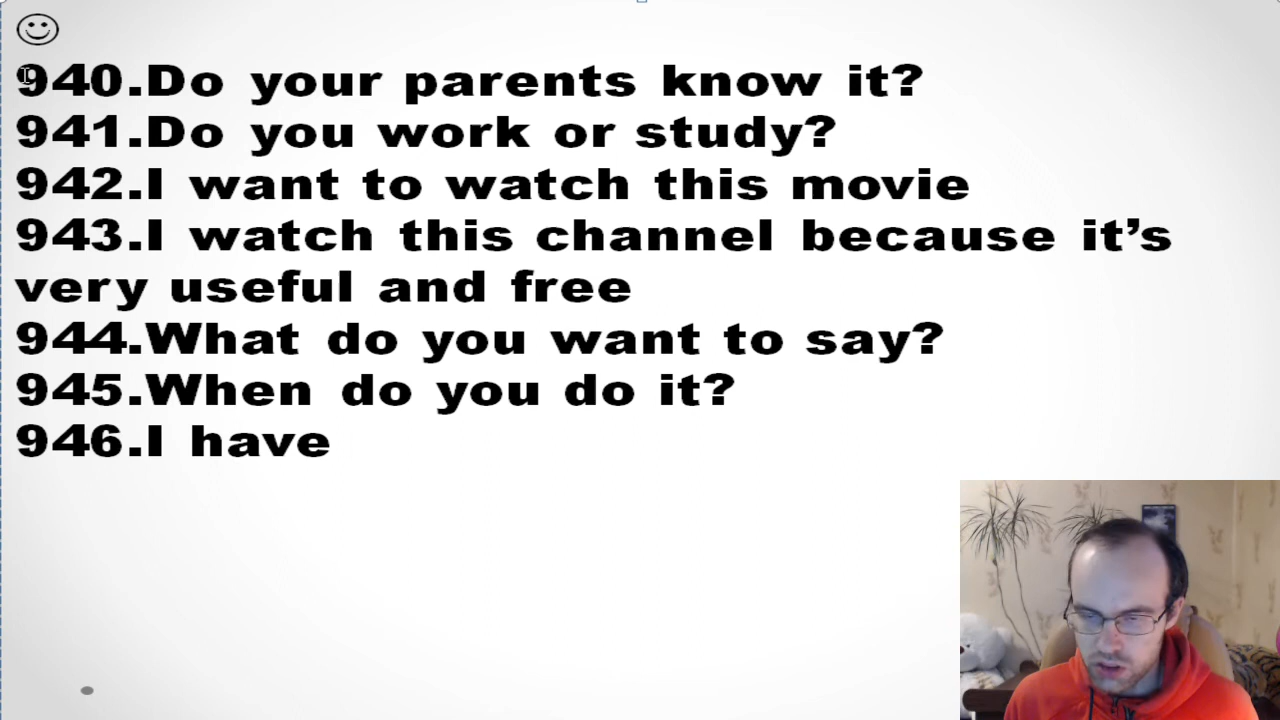 940.Do your parents know it?
941.Do you work or study?
942.I want to watch this movie
943.I watch this channel because it’s
very useful and free
944.What do you want to say?
945.When do you do it?
946.I have